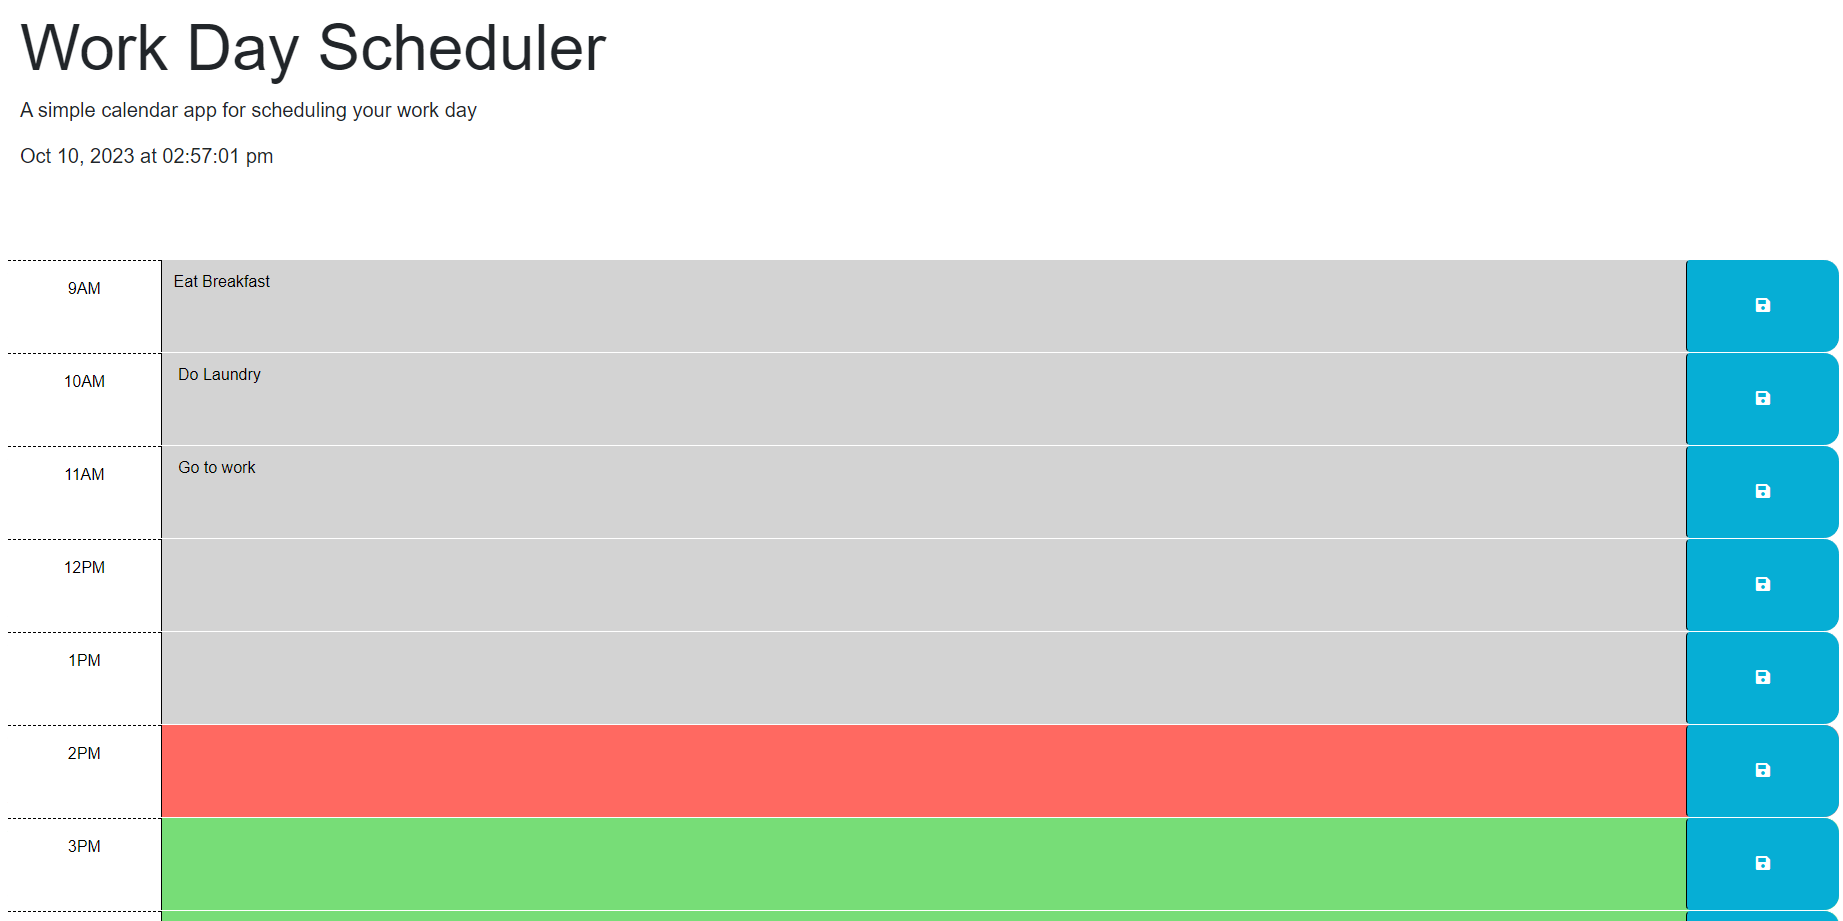 Work Day Scheduler
A simple calendar app for scheduling your work day
Oct 10, 2023 at 02:57:01 pm
9AM Eat Breakfast
10AM Do Laundry
11AM Go to work
12PM
1PM
2PM
3PM